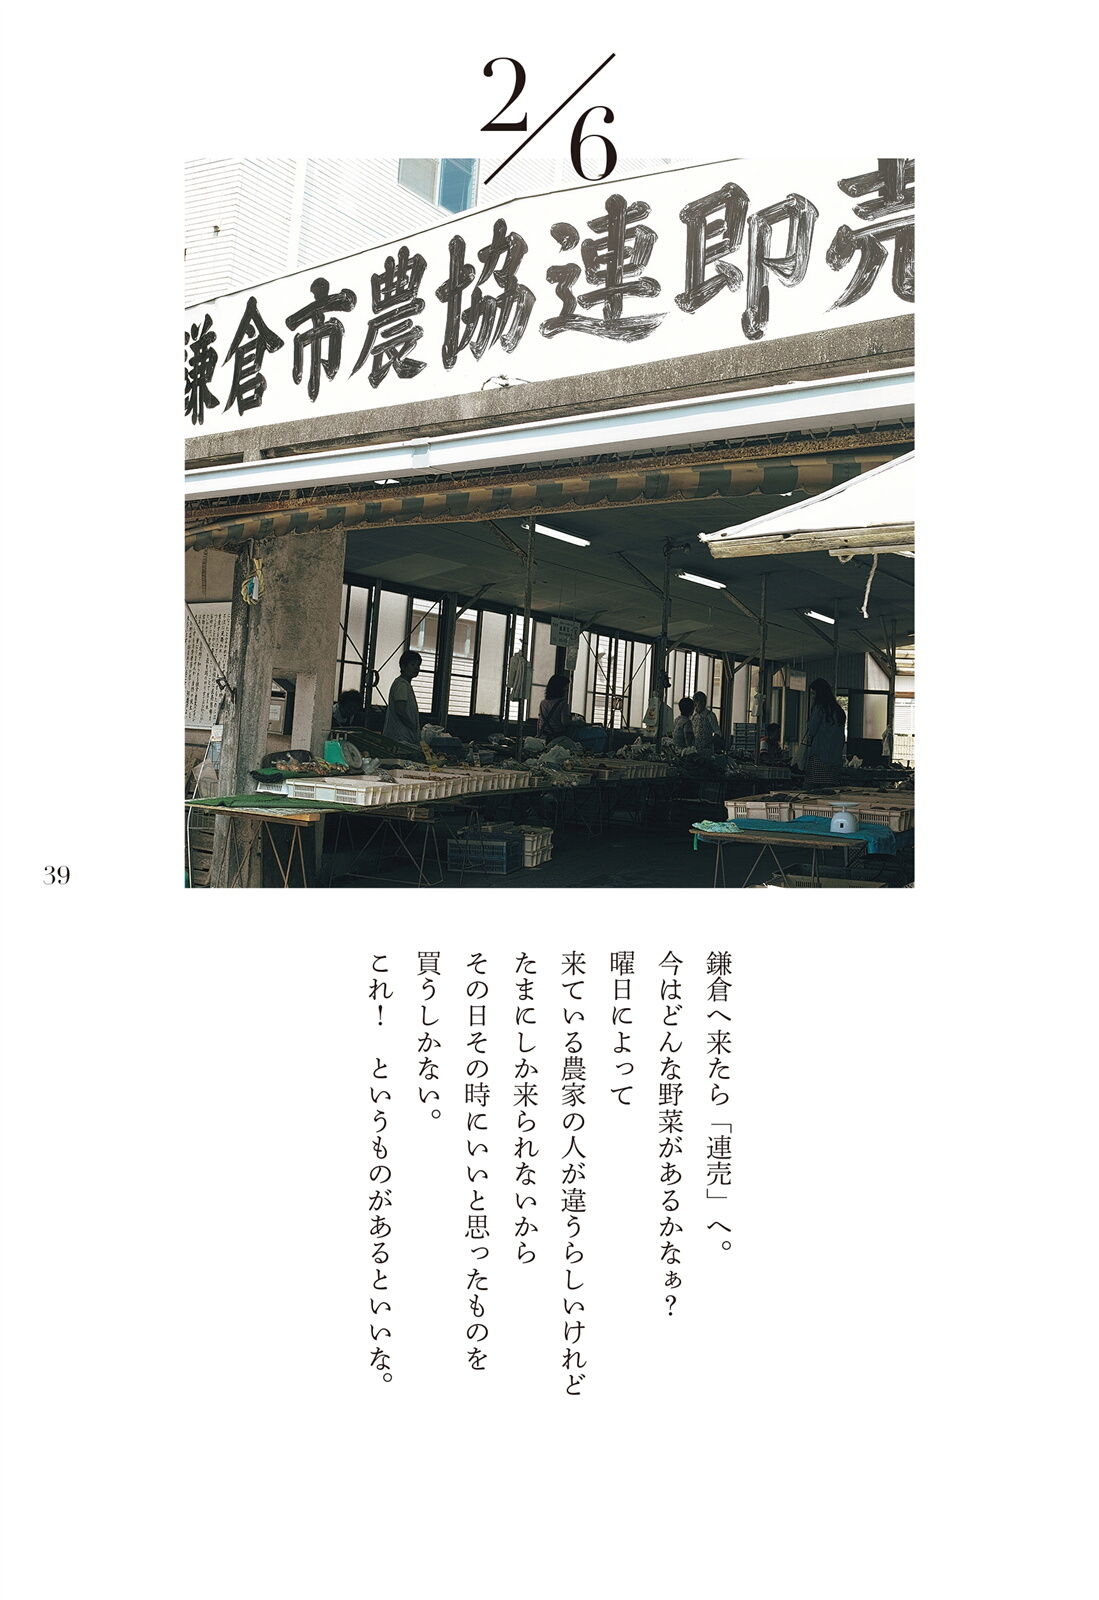 2/6
鎌倉市農協連即売
39
鎌倉へ来たら「連売」へ。
今はどんな野菜があるかなぁ?
曜日によって
来ている農家の人が違うらしいけれど
たまにしか来られないから
その日その時にいいと思ったものを
買うしかない。
これ! というものがあるといいな。